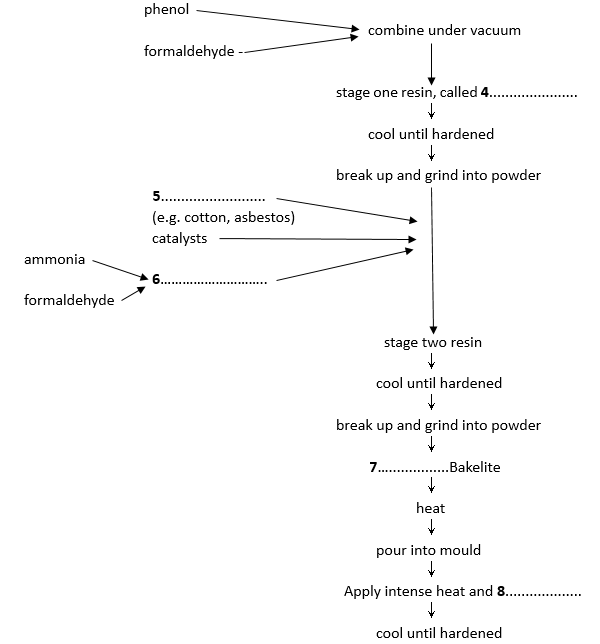 phenol
combine under vacuum
formaldehyde -
stage one resin, called 4......................
cool until hardened
break up and grind into powder
5..........................
(e.g. cotton, asbestos)
catalysts
ammonia
6..............................
formaldehyde
stage two resin
cool until hardened
break up and grind into powder
7..................Bakelite
heat
pour into mould
Apply intense heat and 8...................
cool until hardened